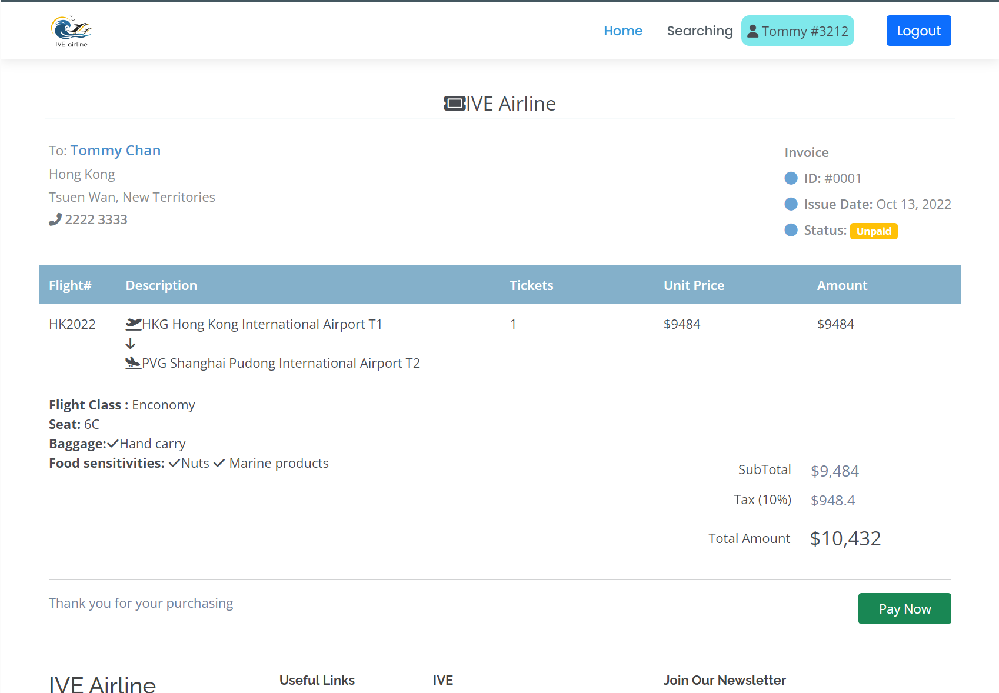 IVE airline
Home Searching Tommy #3212 Logout
IVE Airline
To: Tommy Chan
Hong Kong
Tsuen Wan, New Territories
2222 3333
Invoice
ID: #0001
Issue Date: Oct 13, 2022
Status: Unpaid
Flight# Description Tickets Unit Price Amount
HK2022 HKG Hong Kong International Airport T1 1 $9484 $9484
PVG Shanghai Pudong International Airport T2
Flight Class : Enconomy
Seat: 6C
Baggage: Hand carry
Food sensitivities: Nuts Marine products
SubTotal $9,484
Tax (10%) $948.4
Total Amount $10,432
Thank you for your purchasing
Pay Now
IVE Airline Useful Links IVE Join Our Newsletter